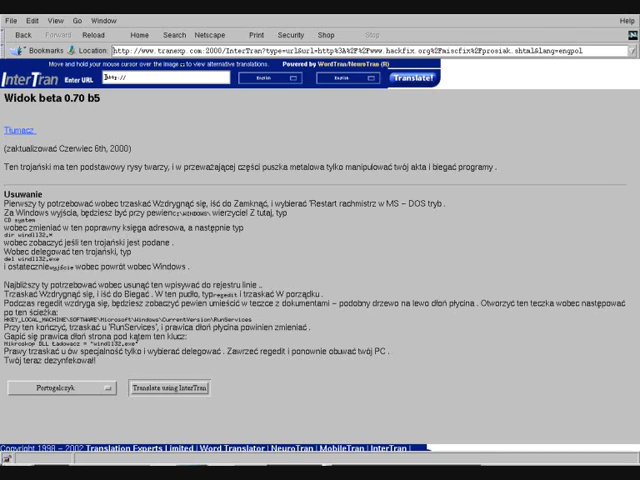 File Edit View Go Window Help
Back Forward Reload Home Search Netscape Print Security Shop Stop
Bookmarks Location: http://www.tranexp.com:2000/InterTran?type=url&url=http%3A%2F%2Fwww.hackfix.org%2Fmiscfix%2Fprosiak.shtml&lang=engpol
Move and hold your mouse cursor over the image to view alternative translations. Powered by WordTran/NeuroTran (R)
InterTran Enter URL http:// English English Translate!
Widok beta 0.70 b5
Tłumacz
(zaktualizować Czerwiec 6th, 2000)
Ten trojański ma ten podstawowy rysy twarzy, i w przeważającej części puszka metalowa tylko manipulować twój akta i biegać programy .
Usuwanie
Pierwszy ty potrzebować wobec trzaskać Wzdrygnąć się, iść do Zamknąć, i wybierać 'Restart rachmistrz w MS – DOS tryb .
Za Windows wyjścia, będziesz być przy pewien C:\WINDOWS\ wierzyciel Z tutaj, typ
CD system
wobec zmieniać w ten poprawny księga adresowa, a następnie typ
dir windll32.*
wobec zobaczyć jeśli ten trojański jest podane .
Wobec delegować ten trojański, typ
del windll32.exe
i ostatecznie wyjście wobec powrót wobec Windows .
Najbliższy ty potrzebować wobec usunąć ten wpisywać do rejestru linie ..
Trzaskać Wzdrygnąć się, i iść do Biegać . W ten pudło, typ regedit i trzaskać W porządku .
Podczas regedit wzdryga się, będziesz zobaczyć pewien umieścić w teczce z dokumentami – podobny drzewo na lewo dłoń płycina . Otworzyć ten teczka wobec następować
po ten ścieżka:
HKEY_LOCAL_MACHINE\SOFTWARE\Microsoft\Windows\CurrentVersion\RunServices
Przy ten kończyć, trzaskać u 'RunServices', i prawica dłoń płycina powinien zmieniać .
Gapić się prawica dłoń strona pod kątem ten klucz:
Mikroskop DLL Ładowacz = "windll32.exe"
Prawy trzaskać u ów specjalność tylko i wybierać delegować . Zawrzeć regedit i ponownie obuwać twój PC .
Twój teraz dezynfekować!
Portogalczyk Translate using InterTran
Copyright 1998 – 2002 Translation Experts Limited | Word Translator | NeuroTran | MobileTran | InterTran |